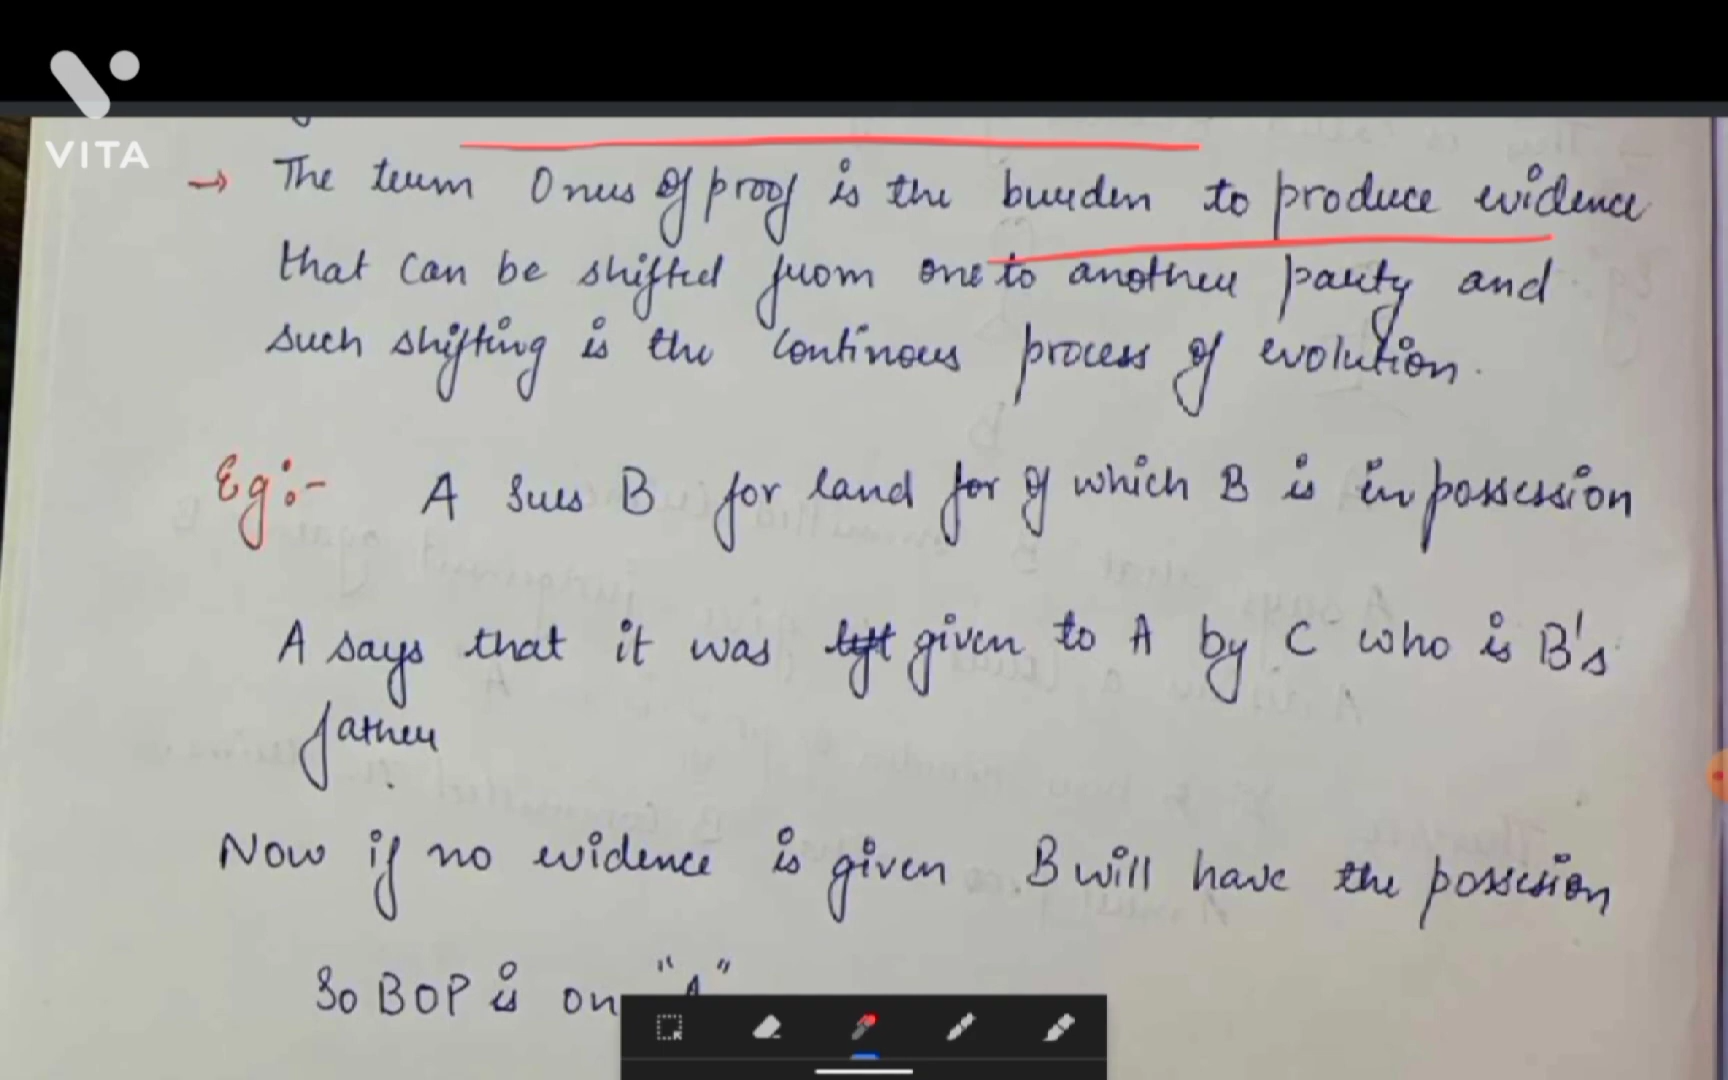 VITA
→ The term Onus of proof is the burden to produce evidence
that can be shifted from one to another party and
such shifting is the continous process of evolution.
Eg:- A sues B for land for of which B is in possession
A says that it was left given to A by C who is B's
father
Now if no evidence is given B will have the possesion
So BOP is on "A"